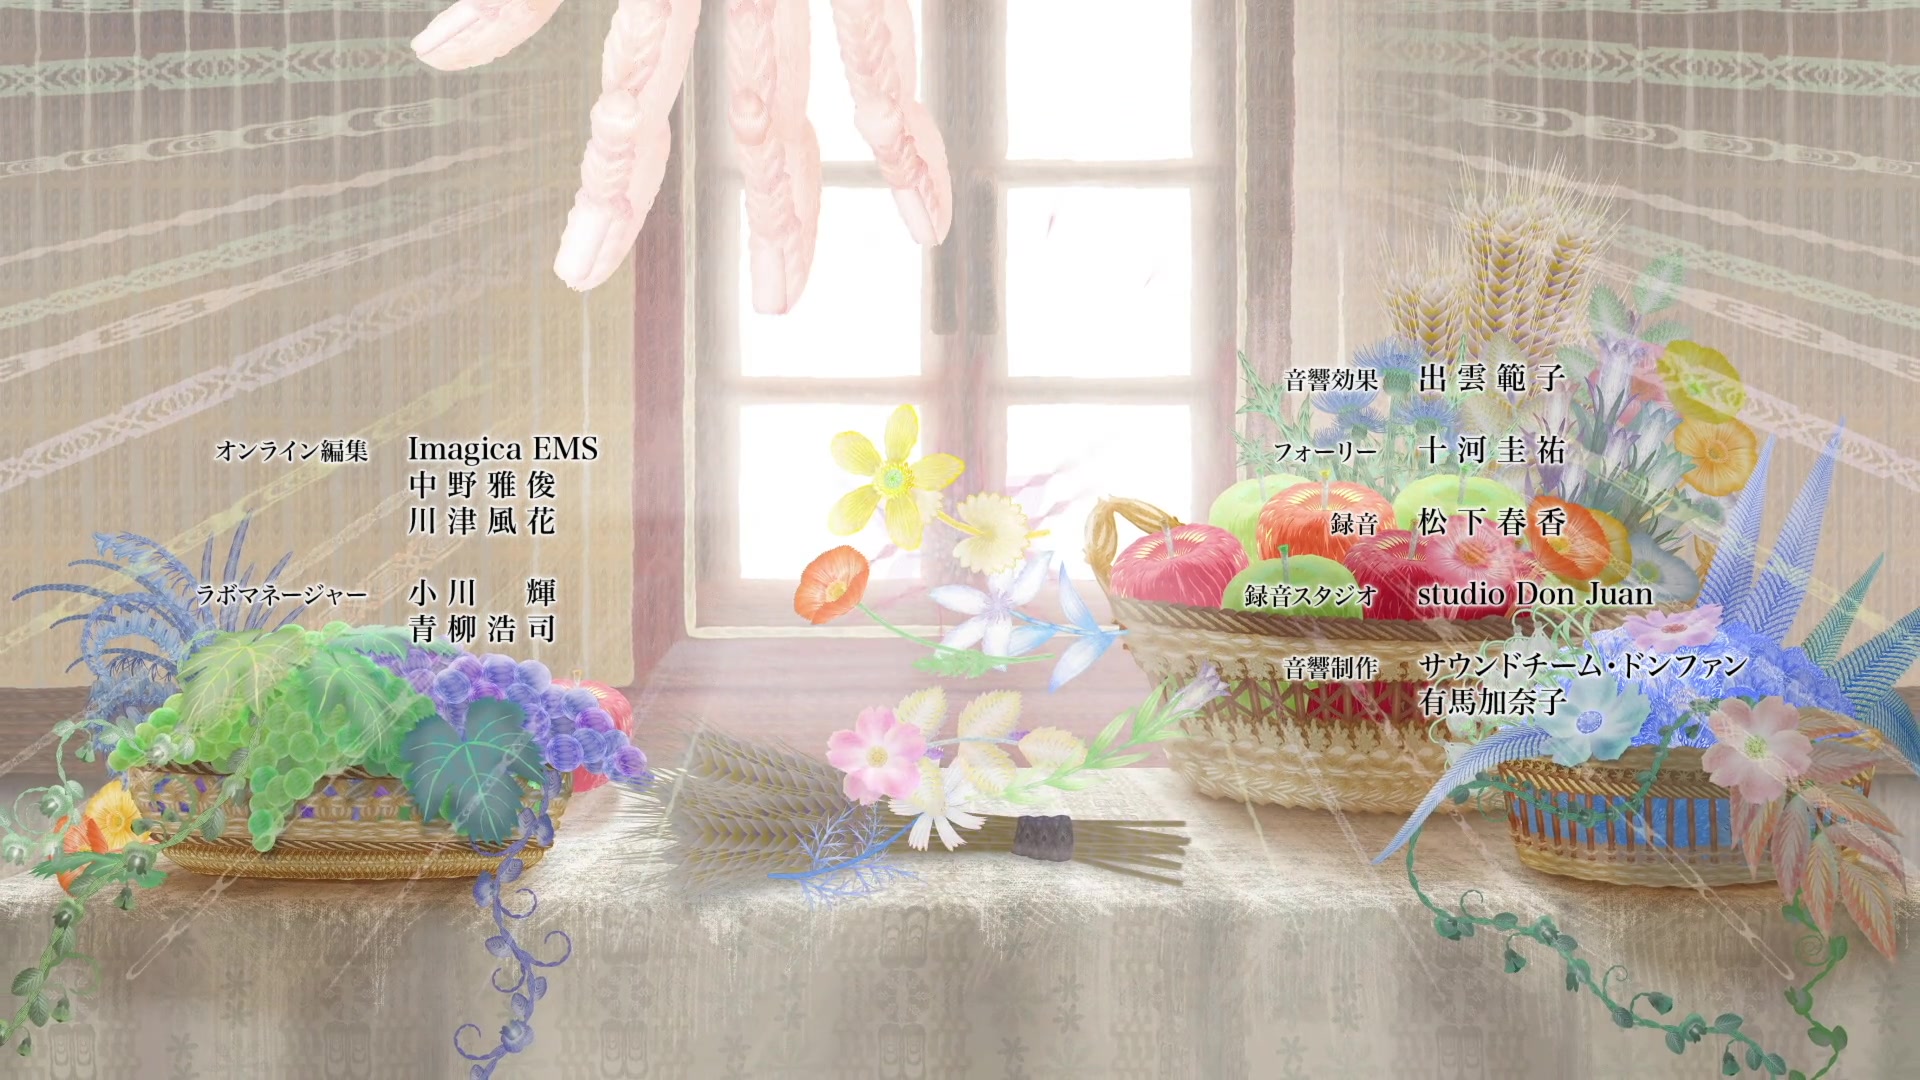 オンライン編集 Imagica EMS
中野雅俊
川津風花
ラボマネージャー 小川 輝
青柳浩司
音響効果 出雲範子
フォーリー 十河圭祐
録音 松下春香
録音スタジオ studio Don Juan
音響制作 サウンドチーム・ドンファン
有馬加奈子